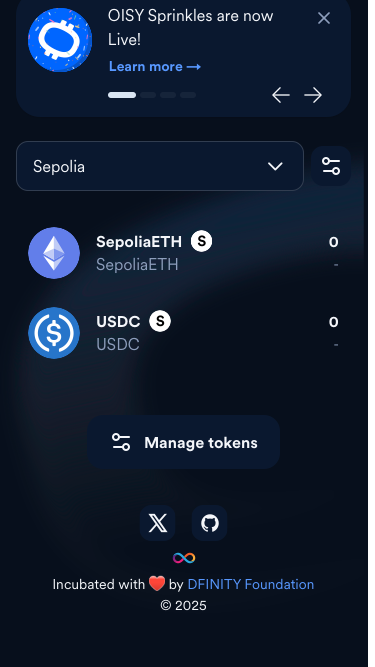 OISY Sprinkles are now
Live!
Learn more →
Sepolia
SepoliaETH S
0
SepoliaETH
-
USDC S
0
USDC
-
Manage tokens
Incubated with ❤️ by DFINITY Foundation
© 2025